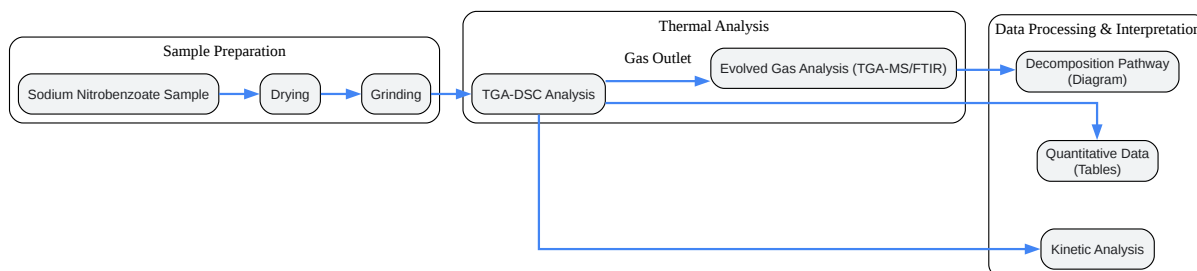 Sample Preparation
Sodium Nitrobenzoate Sample
Drying
Grinding
Thermal Analysis
TGA-DSC Analysis
Gas Outlet
Evolved Gas Analysis (TGA-MS/FTIR)
Data Processing & Interpretation
Decomposition Pathway
(Diagram)
Quantitative Data
(Tables)
Kinetic Analysis